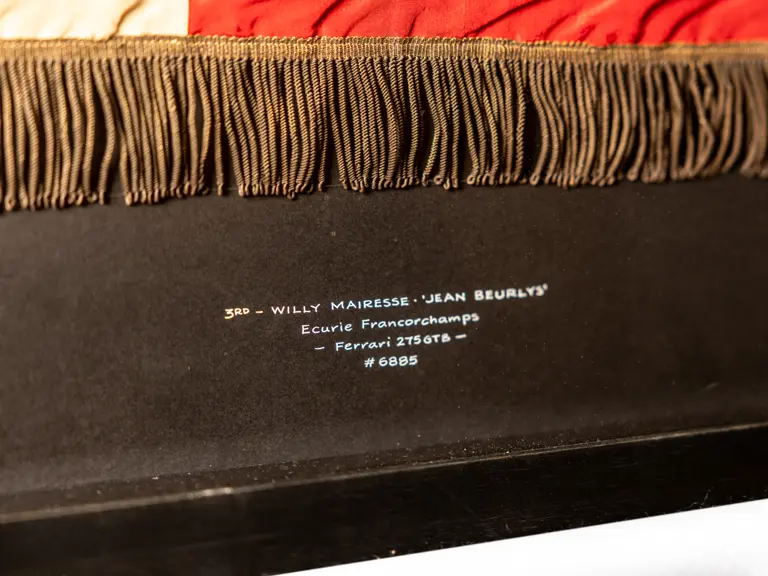 3RD - WILLY MAIRESSE · 'JEAN BEURLYS'
Ecurie Francorchamps
- Ferrari 275GTB -
#6885